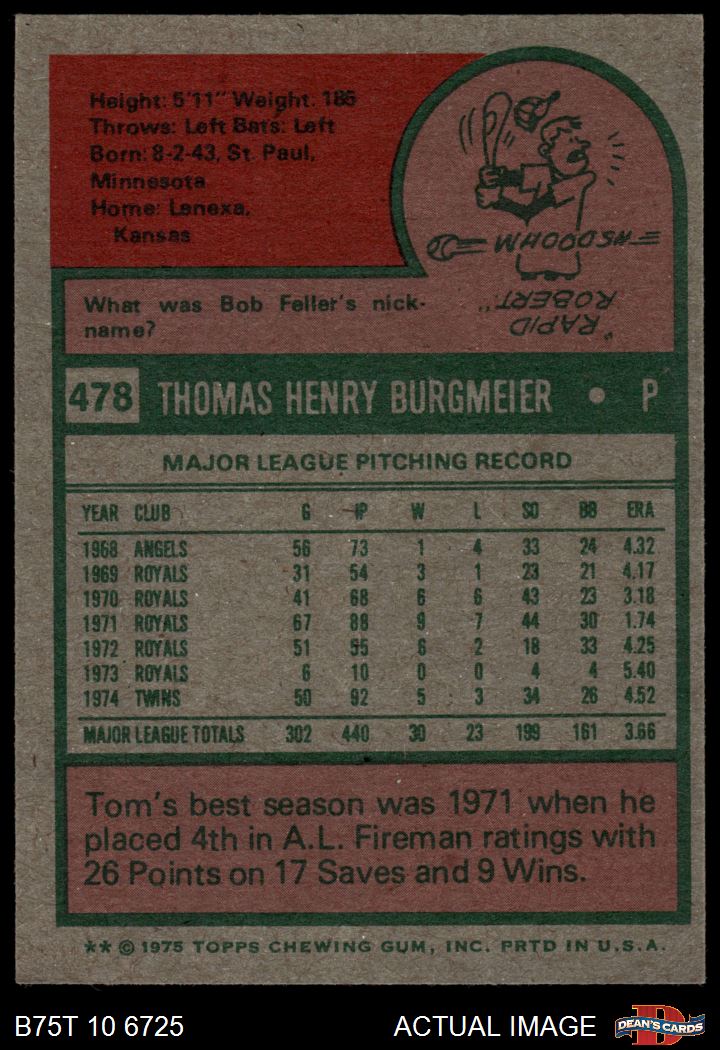 Height: 5'11" Weight: 185
Throws: Left Bats: Left
Born: 8-2-43, St. Paul,
Minnesota
Home: Lenexa,
Kansas
WHOOOSH
"RAPID
ROBERT"
What was Bob Feller's nick-
name?
478 THOMAS HENRY BURGMEIER • P
MAJOR LEAGUE PITCHING RECORD
YEAR CLUB G IP W L SO BB ERA
1968 ANGELS 56 73 1 4 33 24 4.32
1969 ROYALS 31 54 3 1 23 21 4.17
1970 ROYALS 41 68 6 6 43 23 3.18
1971 ROYALS 67 88 9 7 44 30 1.74
1972 ROYALS 51 55 6 2 18 33 4.25
1973 ROYALS 6 10 0 0 4 4 5.40
1974 TWINS 50 92 5 3 34 26 4.52
MAJOR LEAGUE TOTALS 302 440 30 23 199 161 3.66
Tom's best season was 1971 when he
placed 4th in A.L. Fireman ratings with
26 Points on 17 Saves and 9 Wins.
** © 1975 TOPPS CHEWING GUM, INC. PRTD IN U.S.A.
B75T 10 6725 ACTUAL IMAGE DEAN'S CARDS